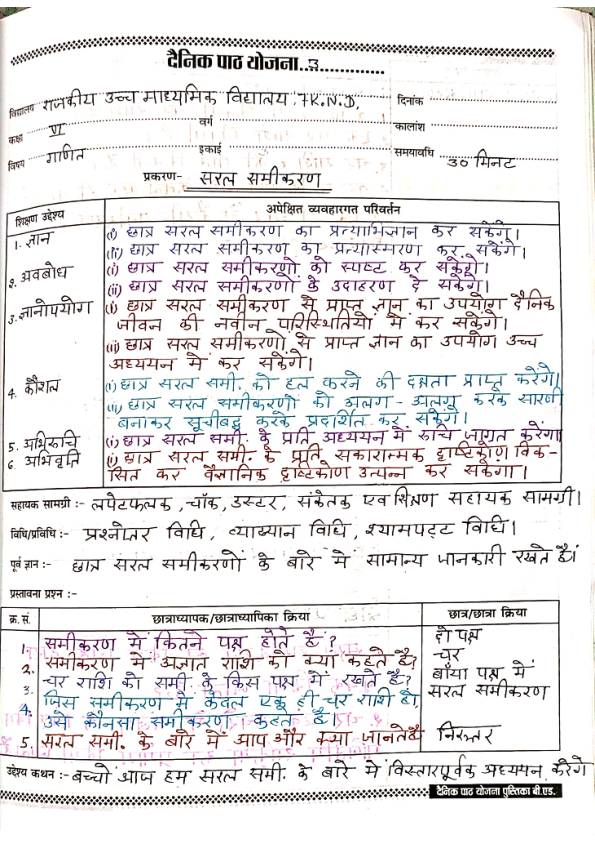 दैनिक पाठ योजना..3.............
विद्यालय राजकीय उच्च माध्यमिक विद्यालय, 7K.N.D. दिनांक
कक्षा VI वर्ग कालांश
विषय गणित इकाई समयावधि 30 मिनट
प्रकरण- सरल समीकरण
शिक्षण उद्देश्य अपेक्षित व्यवहारगत परिवर्तन
1. ज्ञान (i) छात्र सरल समीकरण का प्रत्याभिज्ञान कर सकेंगे।
(ii) छात्र सरल समीकरण का प्रत्यास्मरण कर सकेंगे।
2. अवबोध (i) छात्र सरल समीकरणो को स्पष्ट कर सकेंगे।
(ii) छात्र सरल समीकरणों के उदाहरण दे सकेंगे।
3. ज्ञानोपयोग (i) छात्र सरल समीकरण से प्राप्त ज्ञान का उपयोग दैनिक
जीवन की नवीन परिस्थितियो में कर सकेंगे।
(ii) छात्र सरल समीकरणो से प्राप्त ज्ञान का उपयोग उच्च
अध्ययन में कर सकेंगे।
4. कौशल (i) छात्र सरल समी. को हल करने की दक्षता प्राप्त करेंगे।
(ii) छात्र सरल समीकरणों को अलग-अलग करके सारणी
बनाकर सूचीबद्ध करके प्रदर्शित कर सकेंगे।
5. अभिरुचि (i) छात्र सरल समी. के प्रति अध्ययन में रुचि जागृत करेंगा
6. अभिवृति (i) छात्र सरल समी. के प्रति सकारात्मक दृष्टिकोण विक-
सित कर वैज्ञानिक दृष्टिकोण उत्पन्न कर सकेगा।
सहायक सामग्री :- लपेटफलक, चॉक, डस्टर, संकेतक एव शिक्षण सहायक सामग्री।
विधि/प्रविधि :- प्रश्नोतर विधि, व्याख्यान विधि, श्यामपट्ट विधि।
पूर्व ज्ञान :- छात्र सरल समीकरणों के बारे में सामान्य जानकारी रखते है।
प्रस्तावना प्रश्न :-
क्र.सं. छात्राध्यापक/छात्राध्यापिका क्रिया छात्र/छात्रा क्रिया
1. समीकरण में कितने पक्ष होते है? दो पक्ष
2. समीकरण में अज्ञात राशि को क्या कहते है? चर
3. चर राशि को समी. के किस पक्ष में रखते है? बाँया पक्ष में
4. जिस समीकरण में केवल एक ही चर राशि हो, सरल समीकरण
उसे कौनसा समीकरण कहते है।
5. सरल समी. के बारे में आप और क्या जानते है निरुत्तर
उद्देश्य कथन :- बच्चो आज हम सरल समी. के बारे में विस्तारपूर्वक अध्ययन करेंगे
दैनिक पाठ योजना पुस्तिका बी.एड.